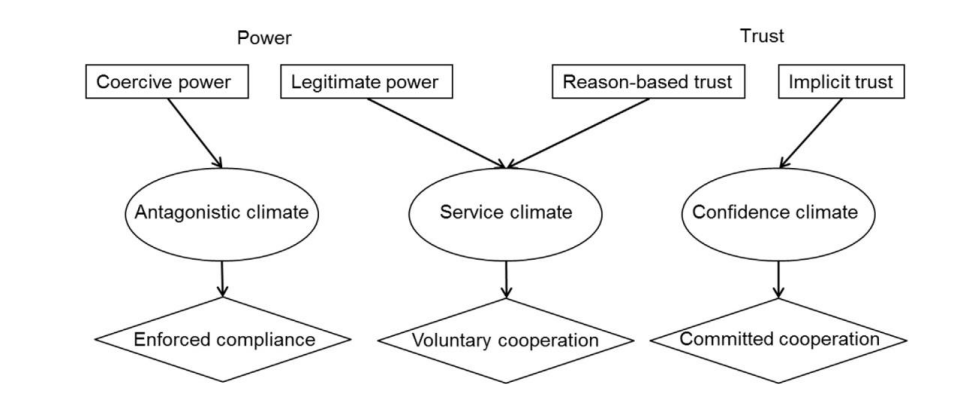 Power
Trust
Coercive power
Legitimate power
Reason-based trust
Implicit trust
Antagonistic climate
Service climate
Confidence climate
Enforced compliance
Voluntary cooperation
Committed cooperation